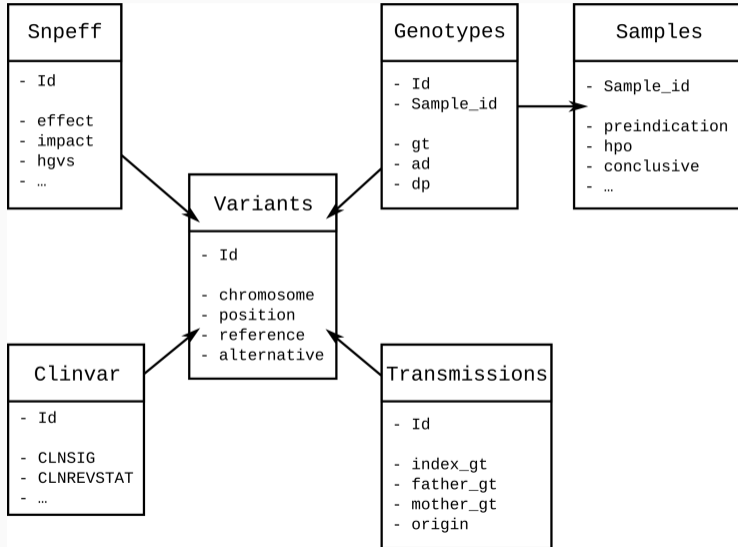 Snpeff
- Id
- effect
- impact
- hgvs
- …
Genotypes
- Id
- Sample_id
- gt
- ad
- dp
Samples
- Sample_id
- preindication
- hpo
- conclusive
- …
Variants
- Id
- chromosome
- position
- reference
- alternative
Clinvar
- Id
- CLNSIG
- CLNREVSTAT
- …
Transmissions
- Id
- index_gt
- father_gt
- mother_gt
- origin